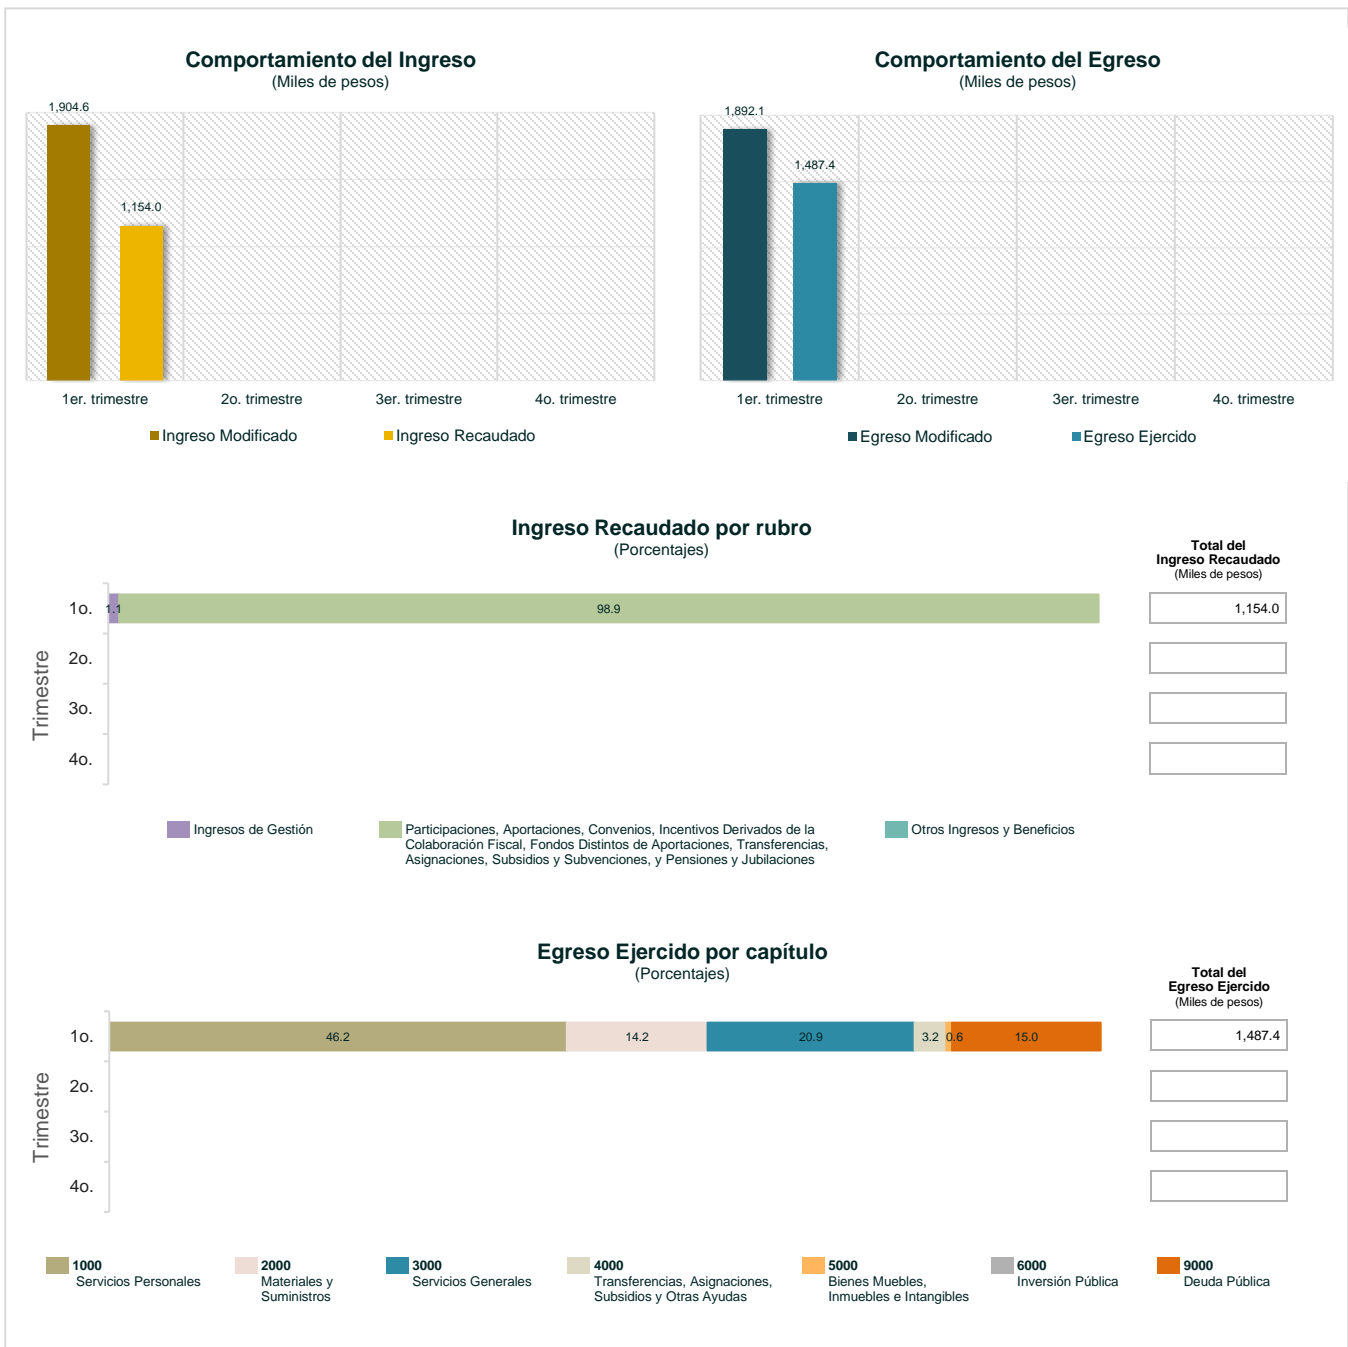 Comportamiento del Ingreso
(Miles de pesos)
1,904.6
1,154.0
1er. trimestre
2o. trimestre
3er. trimestre
4o. trimestre
Ingreso Modificado
Ingreso Recaudado
Comportamiento del Egreso
(Miles de pesos)
1,892.1
1,487.4
1er. trimestre
2o. trimestre
3er. trimestre
4o. trimestre
Egreso Modificado
Egreso Ejercido
Ingreso Recaudado por rubro
(Porcentajes)
Total del
Ingreso Recaudado
(Miles de pesos)
Trimestre
1o.
1.1
98.9
1,154.0
2o.
3o.
4o.
Ingresos de Gestión
Participaciones, Aportaciones, Convenios, Incentivos Derivados de la
Colaboración Fiscal, Fondos Distintos de Aportaciones, Transferencias,
Asignaciones, Subsidios y Subvenciones, y Pensiones y Jubilaciones
Otros Ingresos y Beneficios
Egreso Ejercido por capítulo
(Porcentajes)
Total del
Egreso Ejercido
(Miles de pesos)
Trimestre
1o.
46.2
14.2
20.9
3.2
0.6
15.0
1,487.4
2o.
3o.
4o.
1000
Servicios Personales
2000
Materiales y
Suministros
3000
Servicios Generales
4000
Transferencias, Asignaciones,
Subsidios y Otras Ayudas
5000
Bienes Muebles,
Inmuebles e Intangibles
6000
Inversión Pública
9000
Deuda Pública